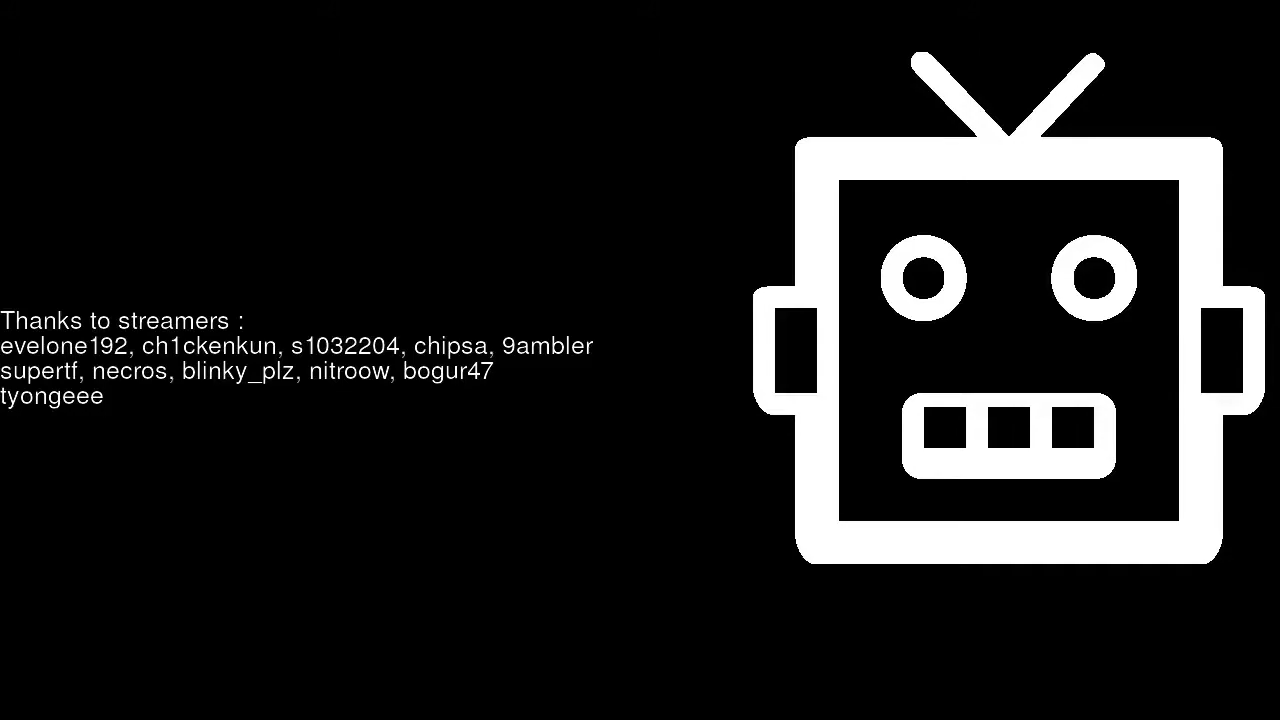 Thanks to streamers :
evelone192, ch1ckenkun, s1032204, chipsa, 9ambler
supertf, necros, blinky_plz, nitroow, bogur47
tyongeee